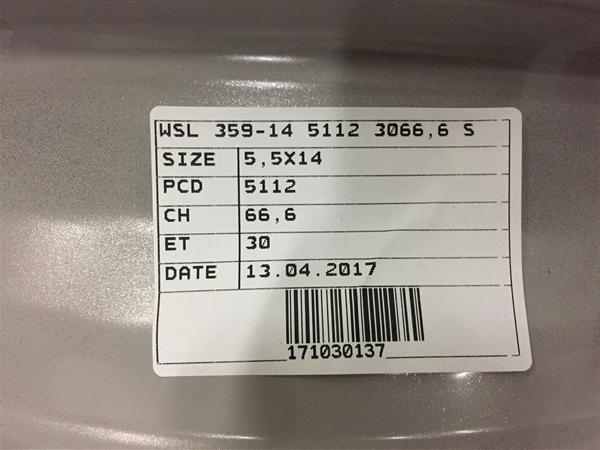 WSL 359-14 5112 3066,6 S
SIZE 5,5X14
PCD 5112
CH 66,6
ET 30
DATE 13.04.2017
171030137